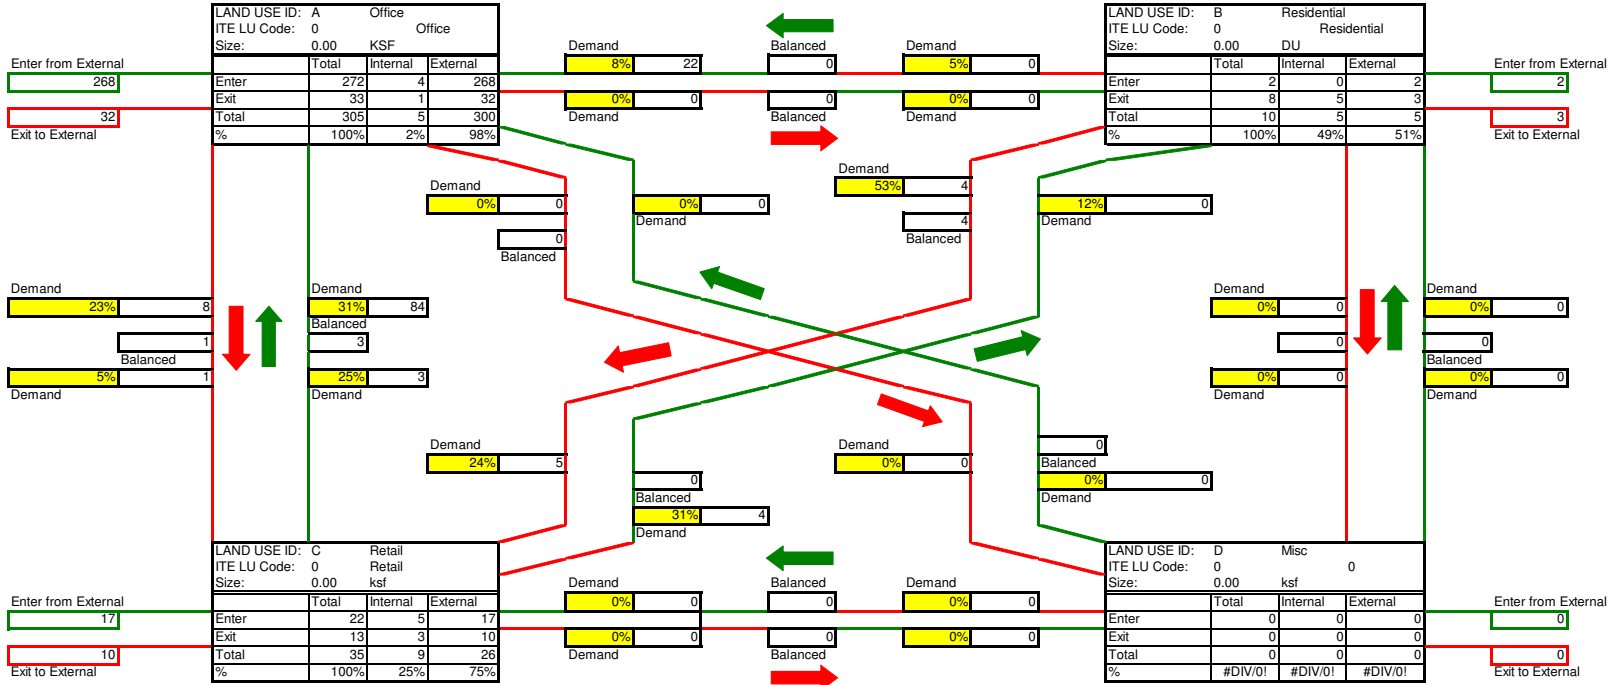 LAND USE ID: A Office
ITE LU Code: 0 Office
Size: 0.00 KSF
Total Internal External
Enter 272 4 268
Exit 33 1 32
Total 305 5 300
% 100% 2% 98%
Enter from External
268
32
Exit to External
Demand Balanced Demand
8% 22 0 5% 0
0% 0 0 0% 0
Demand Balanced Demand
LAND USE ID: B Residential
ITE LU Code: 0 Residential
Size: 0.00 DU
Total Internal External
Enter 2 0 2
Exit 8 5 3
Total 10 5 5
% 100% 49% 51%
Enter from External
2
3
Exit to External
Demand
0% 0
0
Balanced
0% 0
Demand
Demand
53% 4
4
Balanced
12% 0
Demand
Demand
23% 8
1
Balanced
5% 1
Demand
Demand
31% 84
Balanced
3
25% 3
Demand
Demand
0% 0
0
0% 0
Demand
Demand
0% 0
0
Balanced
0% 0
Demand
Demand
24% 5
0
Balanced
31% 4
Demand
Demand
0% 0
0
Balanced
0% 0
Demand
LAND USE ID: C Retail
ITE LU Code: 0 Retail
Size: 0.00 ksf
Total Internal External
Enter 22 5 17
Exit 13 3 10
Total 35 9 26
% 100% 25% 75%
Enter from External
17
10
Exit to External
Demand Balanced Demand
0% 0 0 0% 0
0% 0 0 0% 0
Demand Balanced Demand
LAND USE ID: D Misc
ITE LU Code: 0 0
Size: 0.00 ksf
Total Internal External
Enter 0 0 0
Exit 0 0 0
Total 0 0 0
% #DIV/0! #DIV/0! #DIV/0!
Enter from External
0
0
Exit to External